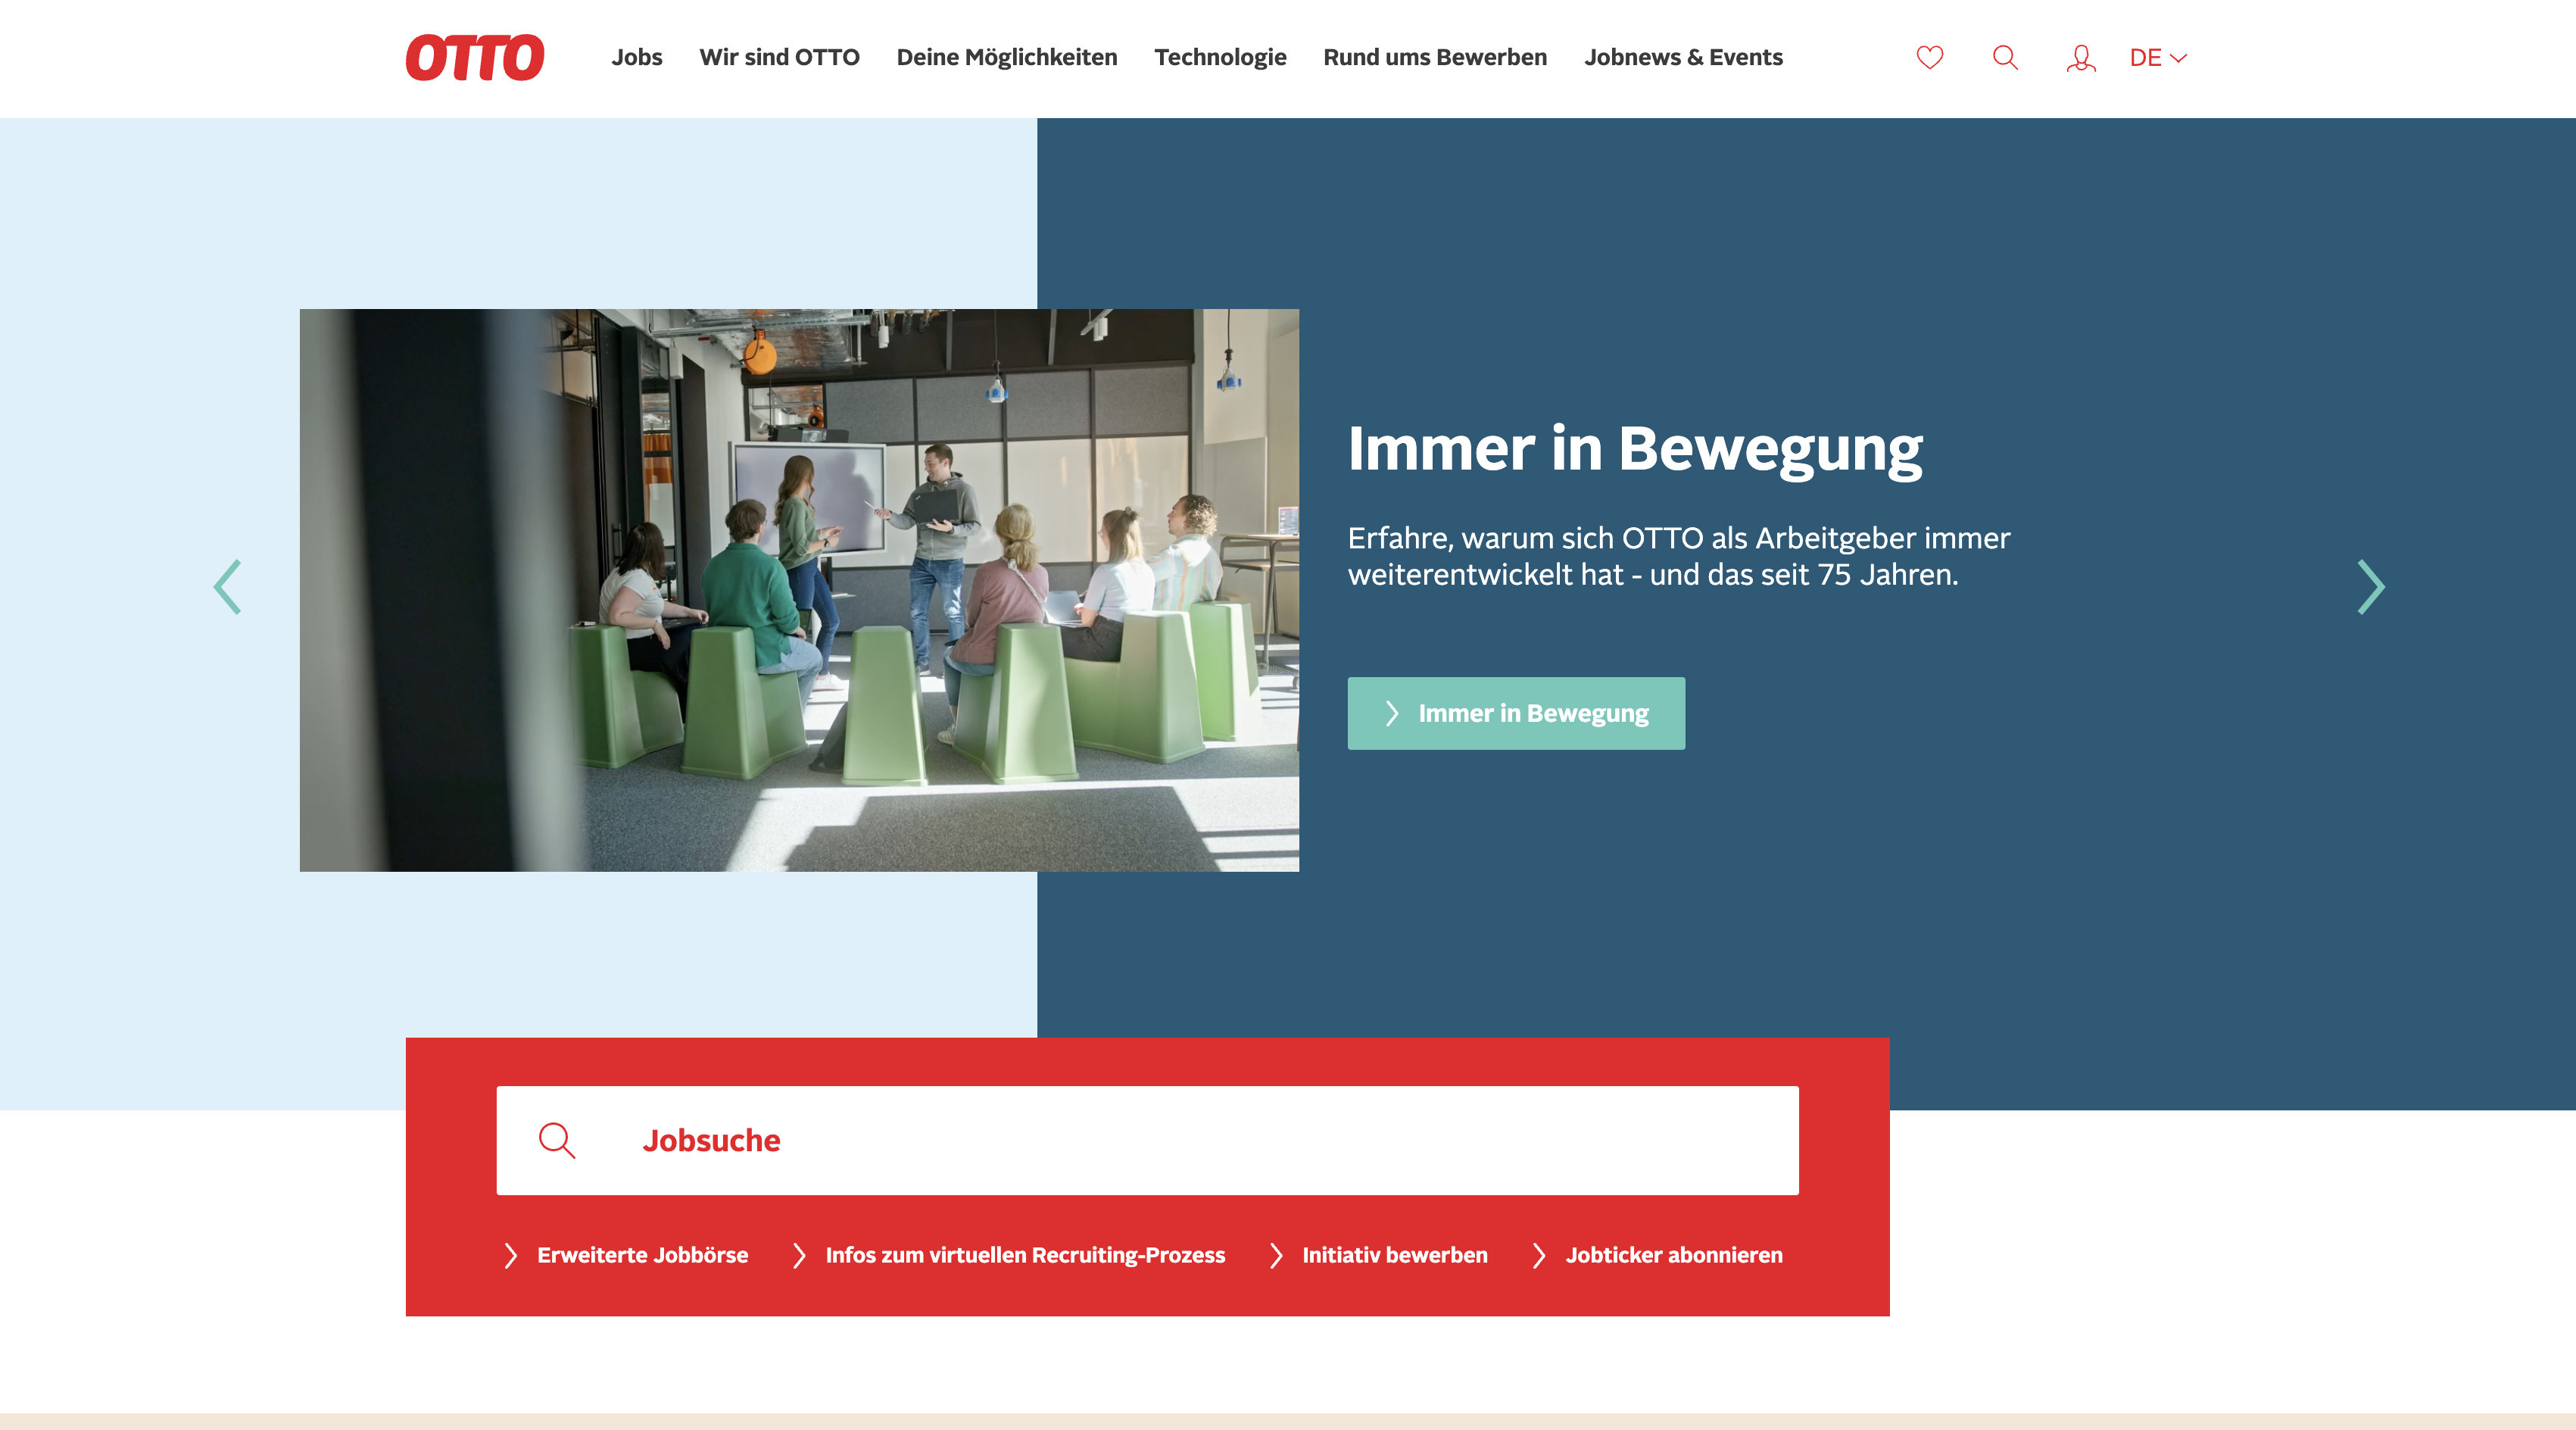 OTTO
Jobs
Wir sind OTTO
Deine Möglichkeiten
Technologie
Rund ums Bewerben
Jobnews & Events
DE
Immer in Bewegung
Erfahre, warum sich OTTO als Arbeitgeber immer
weiterentwickelt hat - und das seit 75 Jahren.
Immer in Bewegung
Jobsuche
Erweiterte Jobbörse
Infos zum virtuellen Recruiting-Prozess
Initiativ bewerben
Jobticker abonnieren